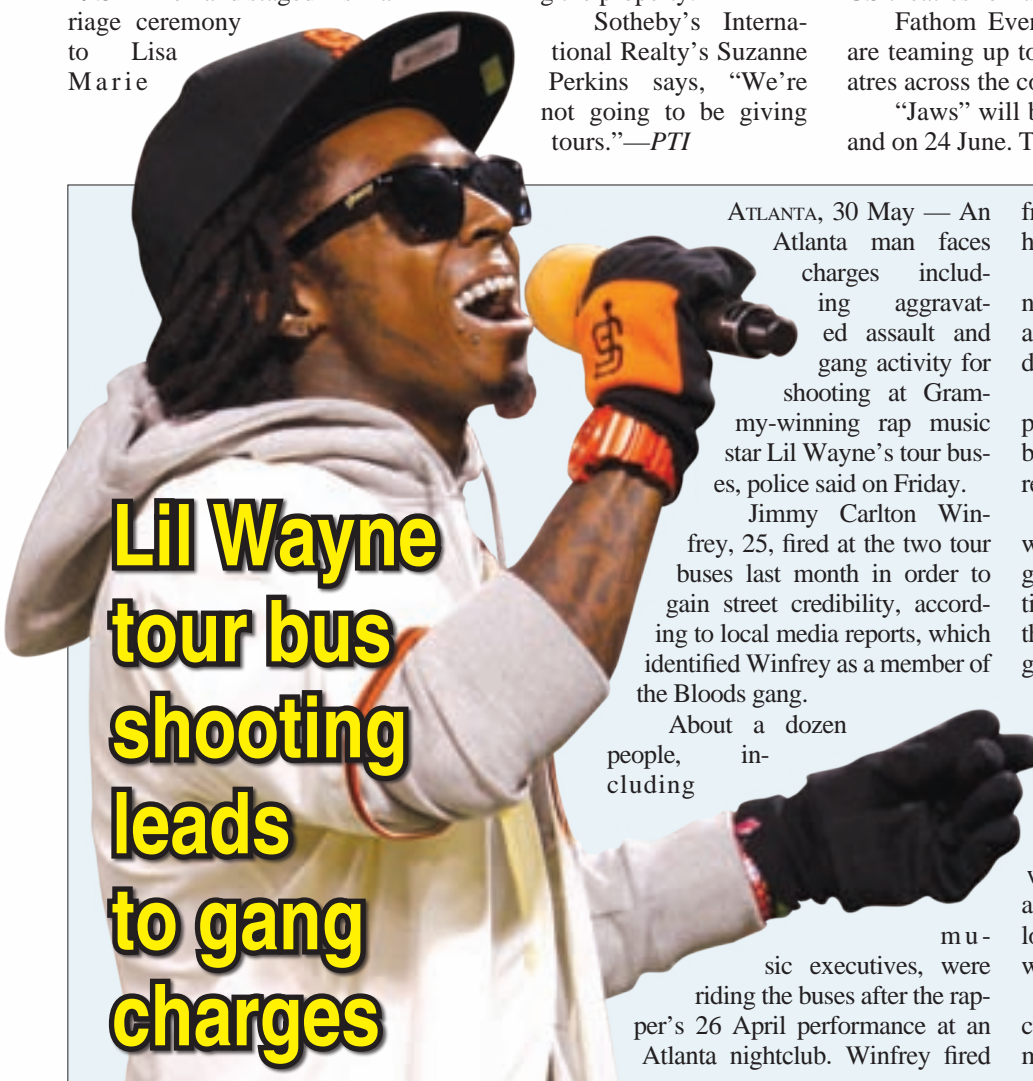 riage ceremony
to Lisa
Marie
Sotheby's Interna-
tional Realty's Suzanne
Perkins says, “We're
not going to be giving
tours.”—PTI
Fathom Even
are teaming up to
atres across the co
“Jaws” will b
and on 24 June. T
Lil Wayne
tour bus
shooting
leads
to gang
charges
ATLANTA, 30 May — An
Atlanta man faces
charges includ-
ing aggravat-
ed assault and
gang activity for
shooting at Gram-
my-winning rap music
star Lil Wayne's tour bus-
es, police said on Friday.
Jimmy Carlton Win-
frey, 25, fired at the two tour
buses last month in order to
gain street credibility, accord-
ing to local media reports, which
identified Winfrey as a member of
the Bloods gang.
About a dozen
people, in-
cluding
mu-
sic executives, were
riding the buses after the rap-
per's 26 April performance at an
Atlanta nightclub. Winfrey fired